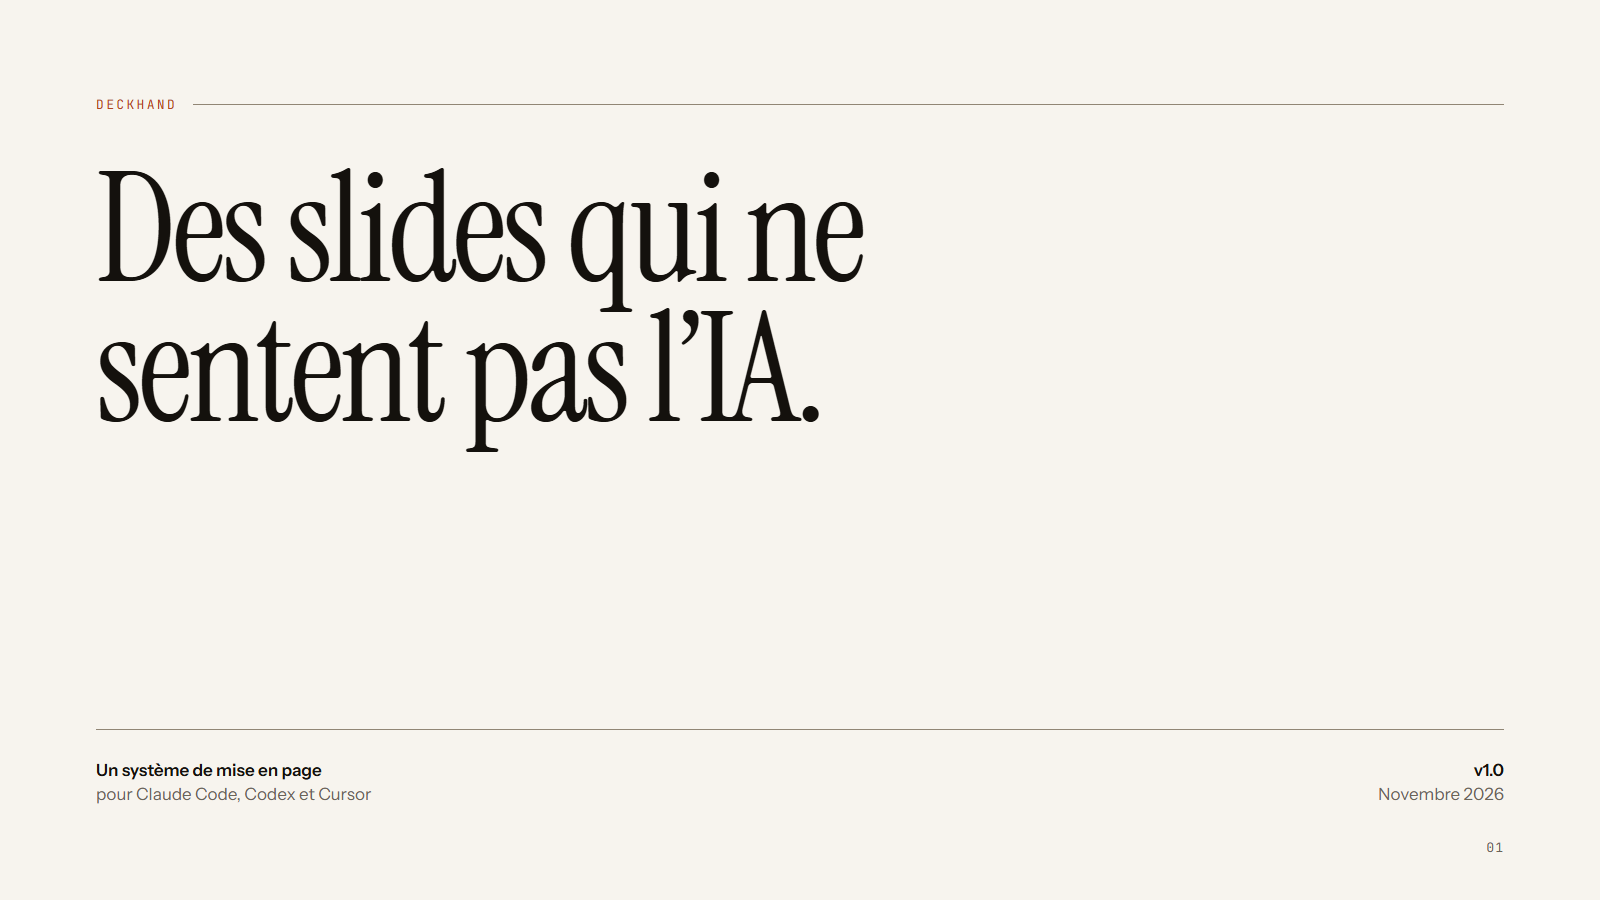 DECKHAND
Des slides qui ne
sentent pas l’IA.
Un système de mise en page
pour Claude Code, Codex et Cursor
v1.0
Novembre 2026
01